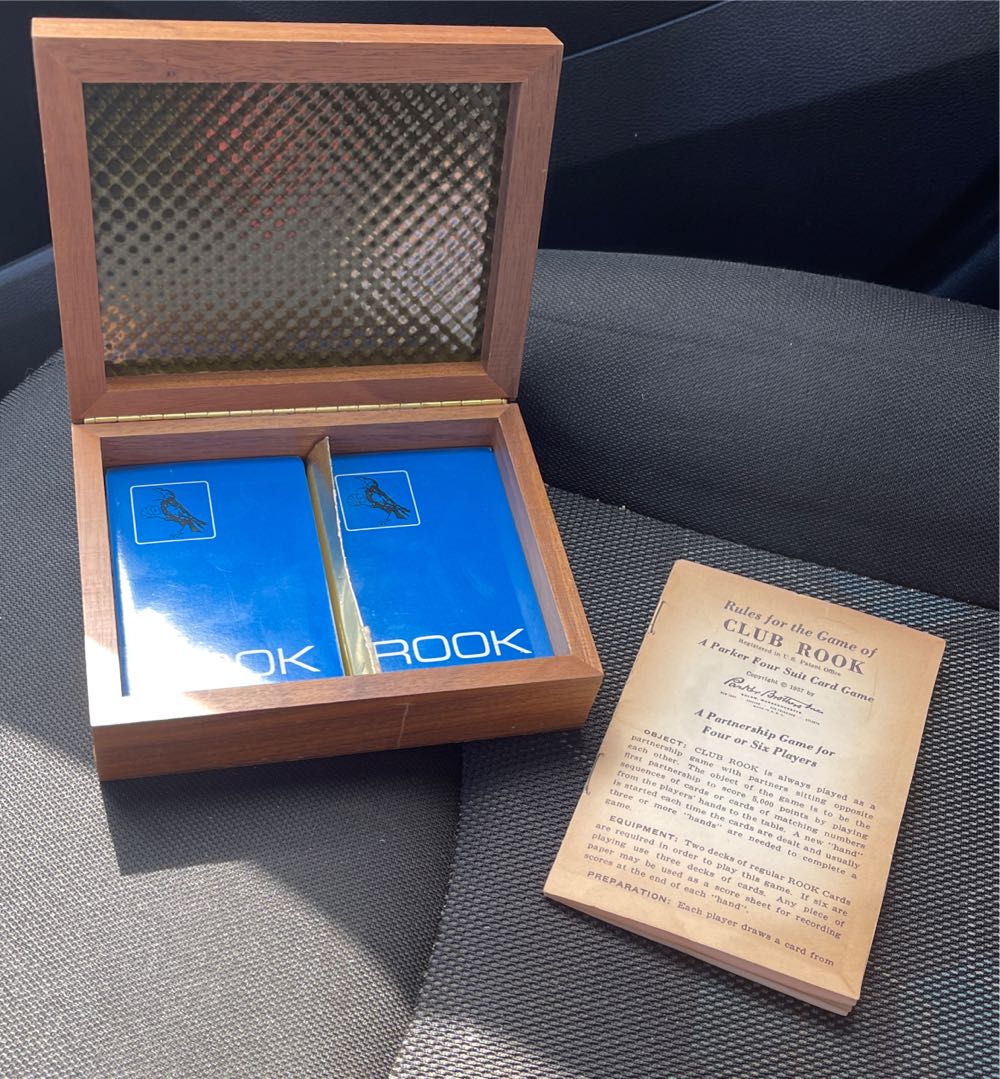 OOK
ROOK
Rules for the Game of
CLUB ROOK
Registered in U.S. Patent Office
A Parker Four Suit Card Game
Copyright © 1957 by
Parker Brothers Inc
A Partnership Game for
Four or Six Players
OBJECT: CLUB ROOK is always played as a
partnership game with partners sitting opposite
each other. The object of the game is to be the
first partnership to score 5,000 points by playing
sequences of cards or cards of matching numbers
from the players' hands to the table. A new "hand"
is started each time the cards are dealt and usually
three or more "hands" are needed to complete a
game.
EQUIPMENT: Two decks of regular ROOK Cards
are required in order to play this game. If six are
playing use three decks of cards. Any piece of
paper may be used as a score sheet for recording
scores at the end of each "hand".
PREPARATION: Each player draws a card from